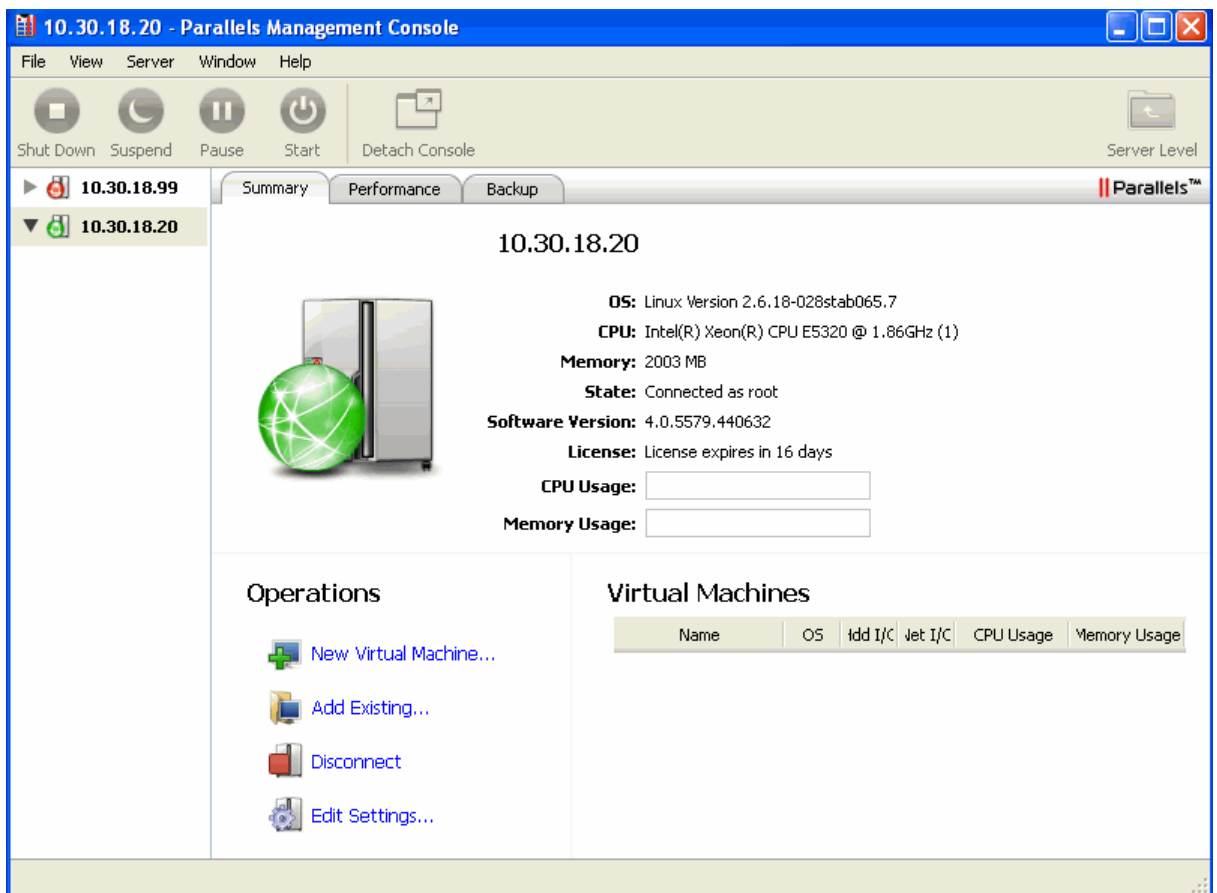 10.30.18.20 - Parallels Management Console
File View Server Window Help
Shut Down Suspend Pause Start Detach Console Server Level
10.30.18.99
10.30.18.20
Summary Performance Backup Parallels™
10.30.18.20
OS: Linux Version 2.6.18-028stab065.7
CPU: Intel(R) Xeon(R) CPU E5320 @ 1.86GHz (1)
Memory: 2003 MB
State: Connected as root
Software Version: 4.0.5579.440632
License: License expires in 16 days
CPU Usage:
Memory Usage:
Operations
New Virtual Machine...
Add Existing...
Disconnect
Edit Settings...
Virtual Machines
Name OS I/O I/O CPU Usage Memory Usage